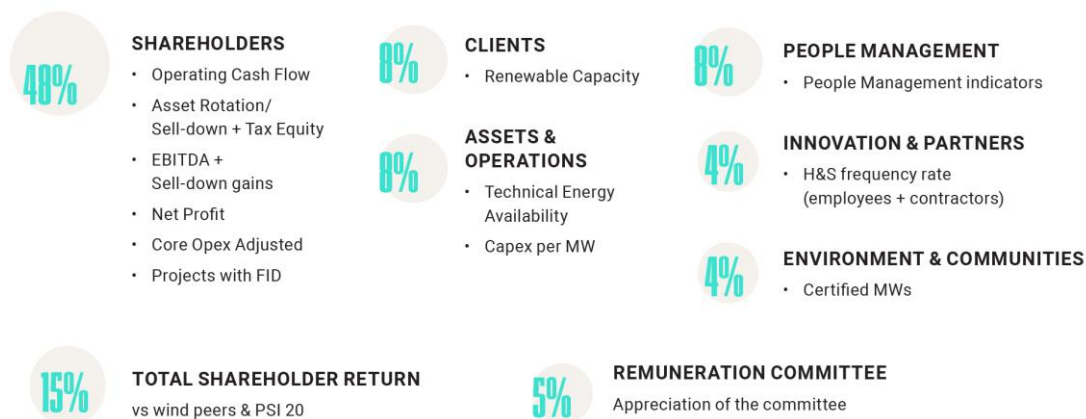 48%
SHAREHOLDERS
• Operating Cash Flow
• Asset Rotation/
Sell-down + Tax Equity
• EBITDA +
Sell-down gains
• Net Profit
• Core Opex Adjusted
• Projects with FID
8%
CLIENTS
• Renewable Capacity
8%
ASSETS &
OPERATIONS
• Technical Energy
Availability
• Capex per MW
8%
PEOPLE MANAGEMENT
• People Management indicators
4%
INNOVATION & PARTNERS
• H&S frequency rate
(employees + contractors)
4%
ENVIRONMENT & COMMUNITIES
• Certified MWs
15%
TOTAL SHAREHOLDER RETURN
vs wind peers & PSI 20
5%
REMUNERATION COMMITTEE
Appreciation of the committee